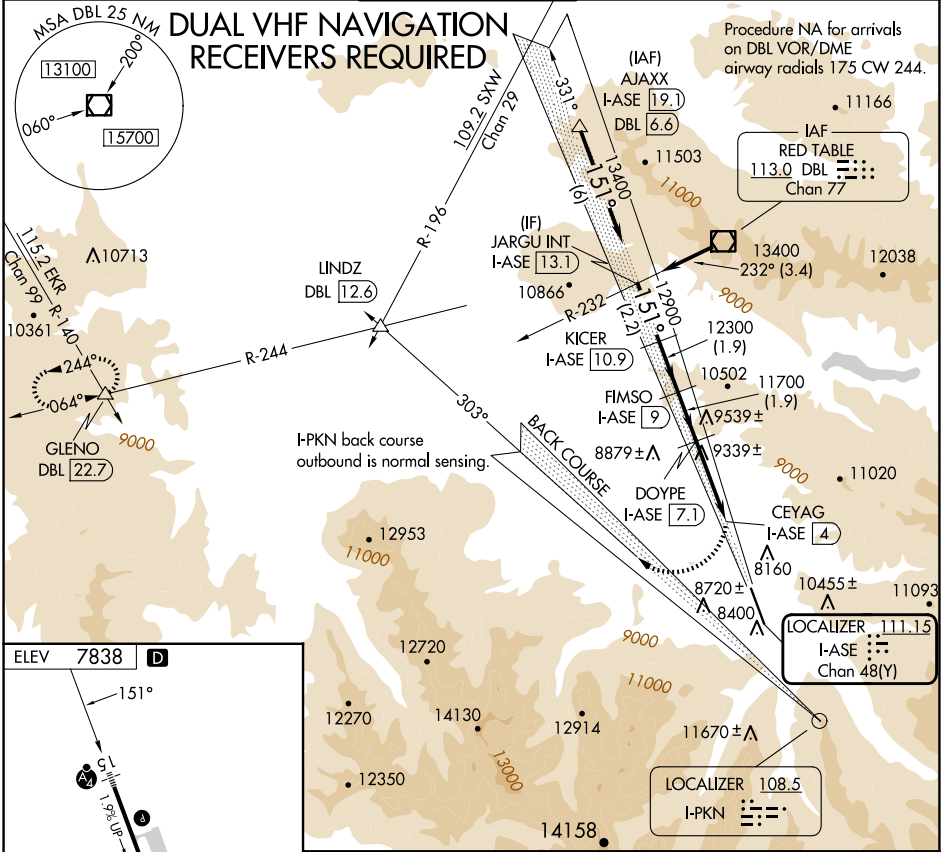 MSA DBL 25 NM
13100
200°
060°
15700
DUAL VHF NAVIGATION
RECEIVERS REQUIRED
Procedure NA for arrivals
on DBL VOR/DME
airway radials 175 CW 244.
109.2 SXW
Chan 29
R-196
331°
(IAF)
AJAXX
I-ASE 19.1
DBL 6.6
11166
11503
11000
13400
151°
(6)
IAF
RED TABLE
113.0 DBL
Chan 77
(IF)
JARGU INT
I-ASE 13.1
13400
232° (3.4)
12038
9000
10866
R-232
151°
(2.2)
12900
115.2 EKR
Chan 99
R-140
10713
10361
LINDZ
DBL 12.6
R-244
KICER
I-ASE 10.9
12300
(1.9)
10502
11700
(1.9)
244°
064°
GLENO
DBL 22.7
9000
303°
FIMSO
I-ASE 9
9539±
8879±
9339±
9000
11020
I-PKN back course
outbound is normal sensing.
BACK COURSE
DOYPE
I-ASE 7.1
CEYAG
I-ASE 4
8160
12953
11000
8720±
8400
10455±
11093
LOCALIZER 111.15
I-ASE
Chan 48(Y)
9000
11000
12720
12270
14130
12914
11670±
13000
12350
14158
LOCALIZER 108.5
I-PKN
ELEV 7838 D
151°
15
A4
1.9% UP
P